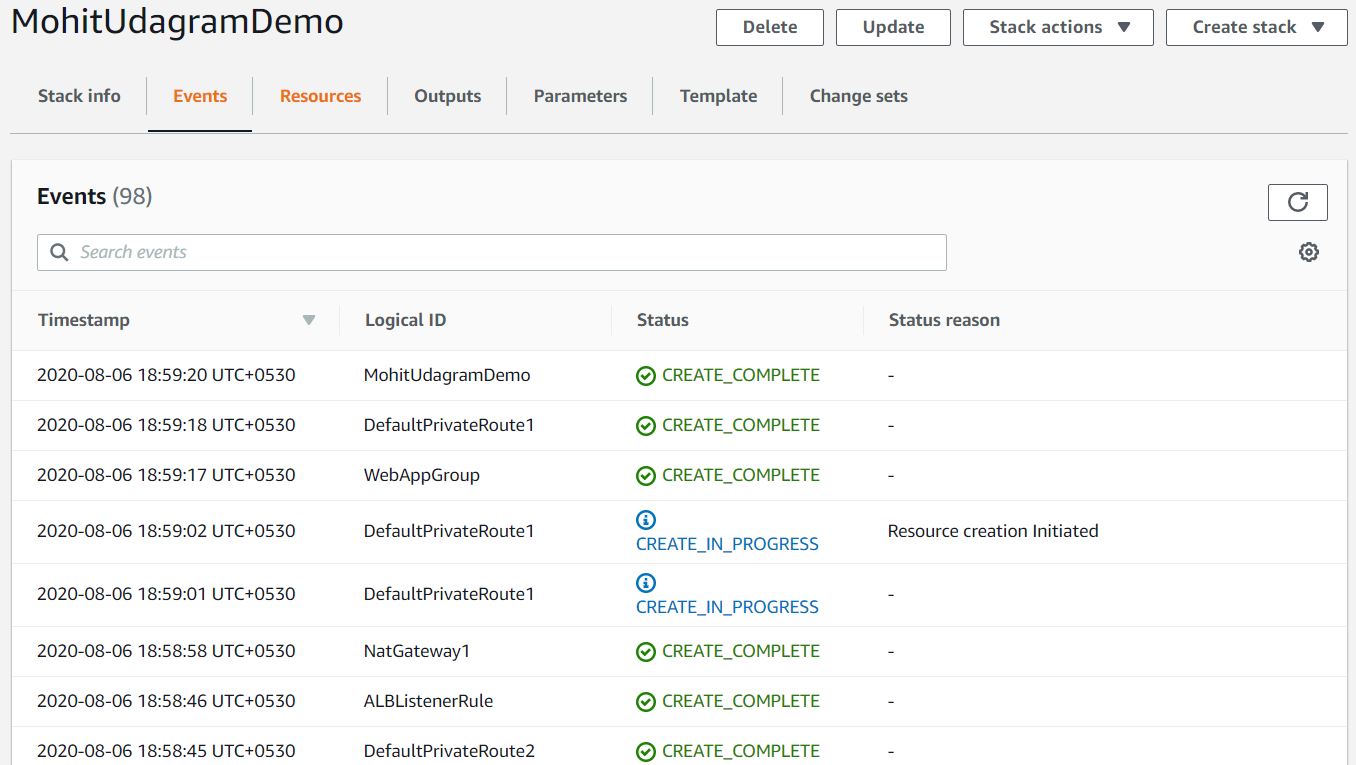 MohitUdagramDemo
Delete Update Stack actions Create stack
Stack info Events Resources Outputs Parameters Template Change sets
Events (98)
Search events
Timestamp Logical ID Status Status reason
2020-08-06 18:59:20 UTC+0530 MohitUdagramDemo CREATE_COMPLETE -
2020-08-06 18:59:18 UTC+0530 DefaultPrivateRoute1 CREATE_COMPLETE -
2020-08-06 18:59:17 UTC+0530 WebAppGroup CREATE_COMPLETE -
2020-08-06 18:59:02 UTC+0530 DefaultPrivateRoute1 CREATE_IN_PROGRESS Resource creation Initiated
2020-08-06 18:59:01 UTC+0530 DefaultPrivateRoute1 CREATE_IN_PROGRESS -
2020-08-06 18:58:58 UTC+0530 NatGateway1 CREATE_COMPLETE -
2020-08-06 18:58:46 UTC+0530 ALBListenerRule CREATE_COMPLETE -
2020-08-06 18:58:45 UTC+0530 DefaultPrivateRoute2 CREATE_COMPLETE -